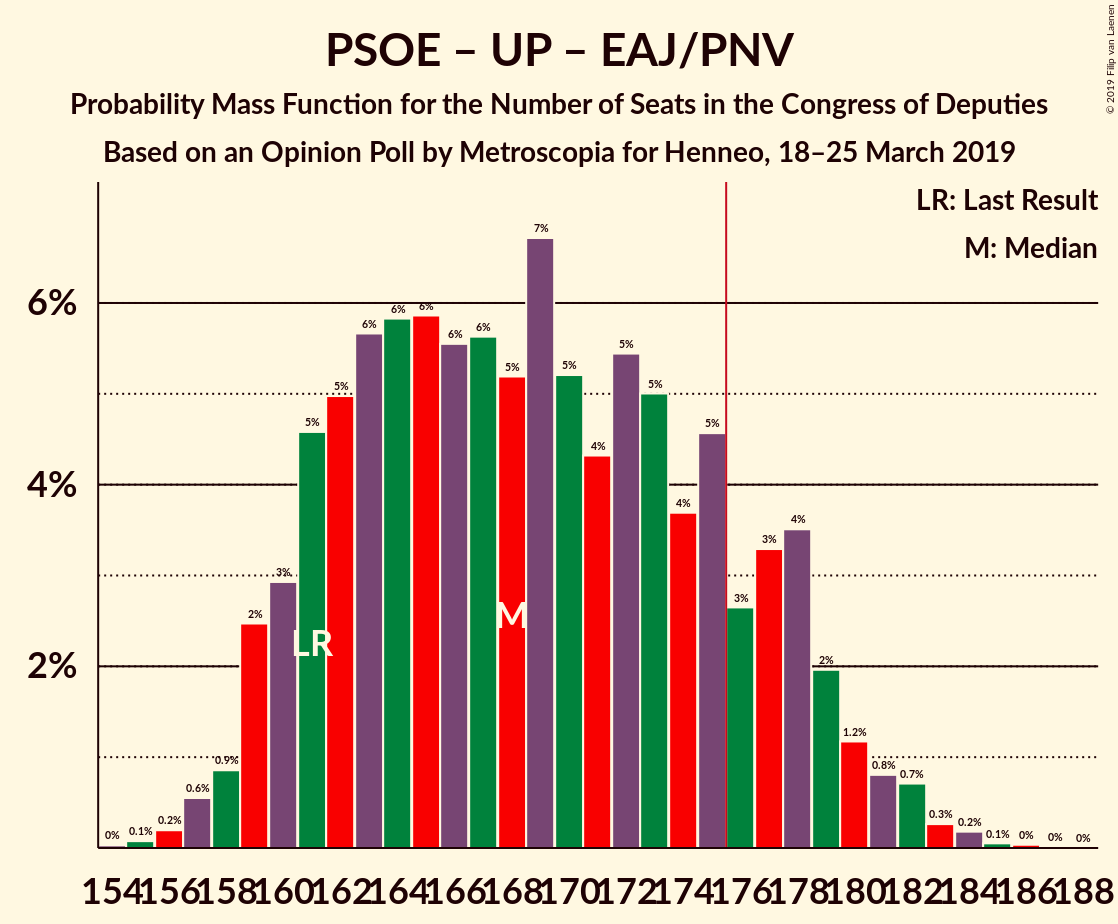 PSOE – UP – EAJ/PNV
Probability Mass Function for the Number of Seats in the Congress of Deputies
Based on an Opinion Poll by Metroscopia for Henneo, 18–25 March 2019
© 2019 Filip van Laenen
LR: Last Result
M: Median
6%
4%
2%
0% 0.1% 0.2% 0.6% 0.9% 2% 3% 5% 5% 6% 6% 6% 6% 6% 5% 7% 5% 4% 5% 5% 4% 5% 3% 3% 4% 2% 1.2% 0.8% 0.7% 0.3% 0.2% 0.1% 0% 0% 0%
LR
M
154 156 158 160 162 164 166 168 170 172 174 176 178 180 182 184 186 188